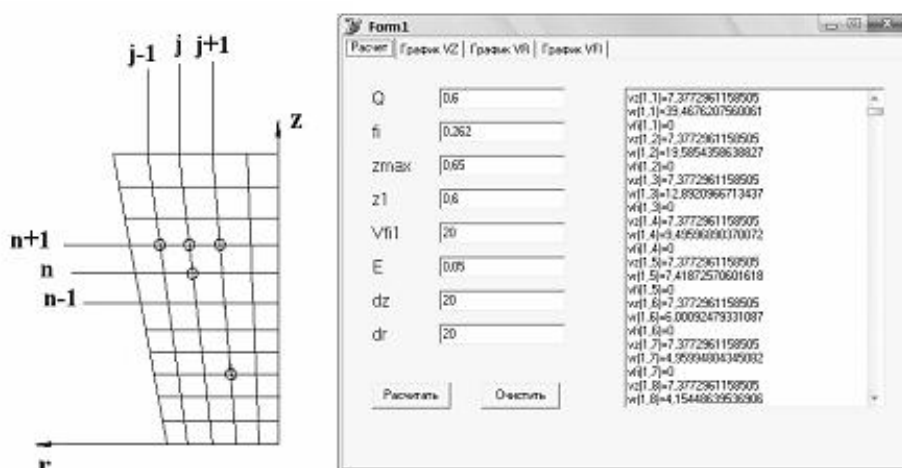 j-1 j j+1
z
n+1
n
n-1
r
Form1
Расчет График VZ График VR График VFI
Q 0,6
fi 0,262
zmax 0,65
z1 0,6
Vfi1 20
E 0,05
dz 20
dr 20
Расчитать Очистить
vz(1,1)=7,3772961158505
vr(1,1)=39,4676207560061
vfi(1,1)=0
vz(1,2)=7,3772961158505
vr(1,2)=19,5854358638827
vfi(1,2)=0
vz(1,3)=7,3772961158505
vr(1,3)=12,8920966713437
vfi(1,3)=0
vz(1,4)=7,3772961158505
vr(1,4)=9,49596890370072
vfi(1,4)=0
vz(1,5)=7,3772961158505
vr(1,5)=7,41872570601618
vfi(1,5)=0
vz(1,6)=7,3772961158505
vr(1,6)=6,00092479331087
vfi(1,6)=0
vz(1,7)=7,3772961158505
vr(1,7)=4,95994804345082
vfi(1,7)=0
vz(1,8)=7,3772961158505
vr(1,8)=4,15448639536906